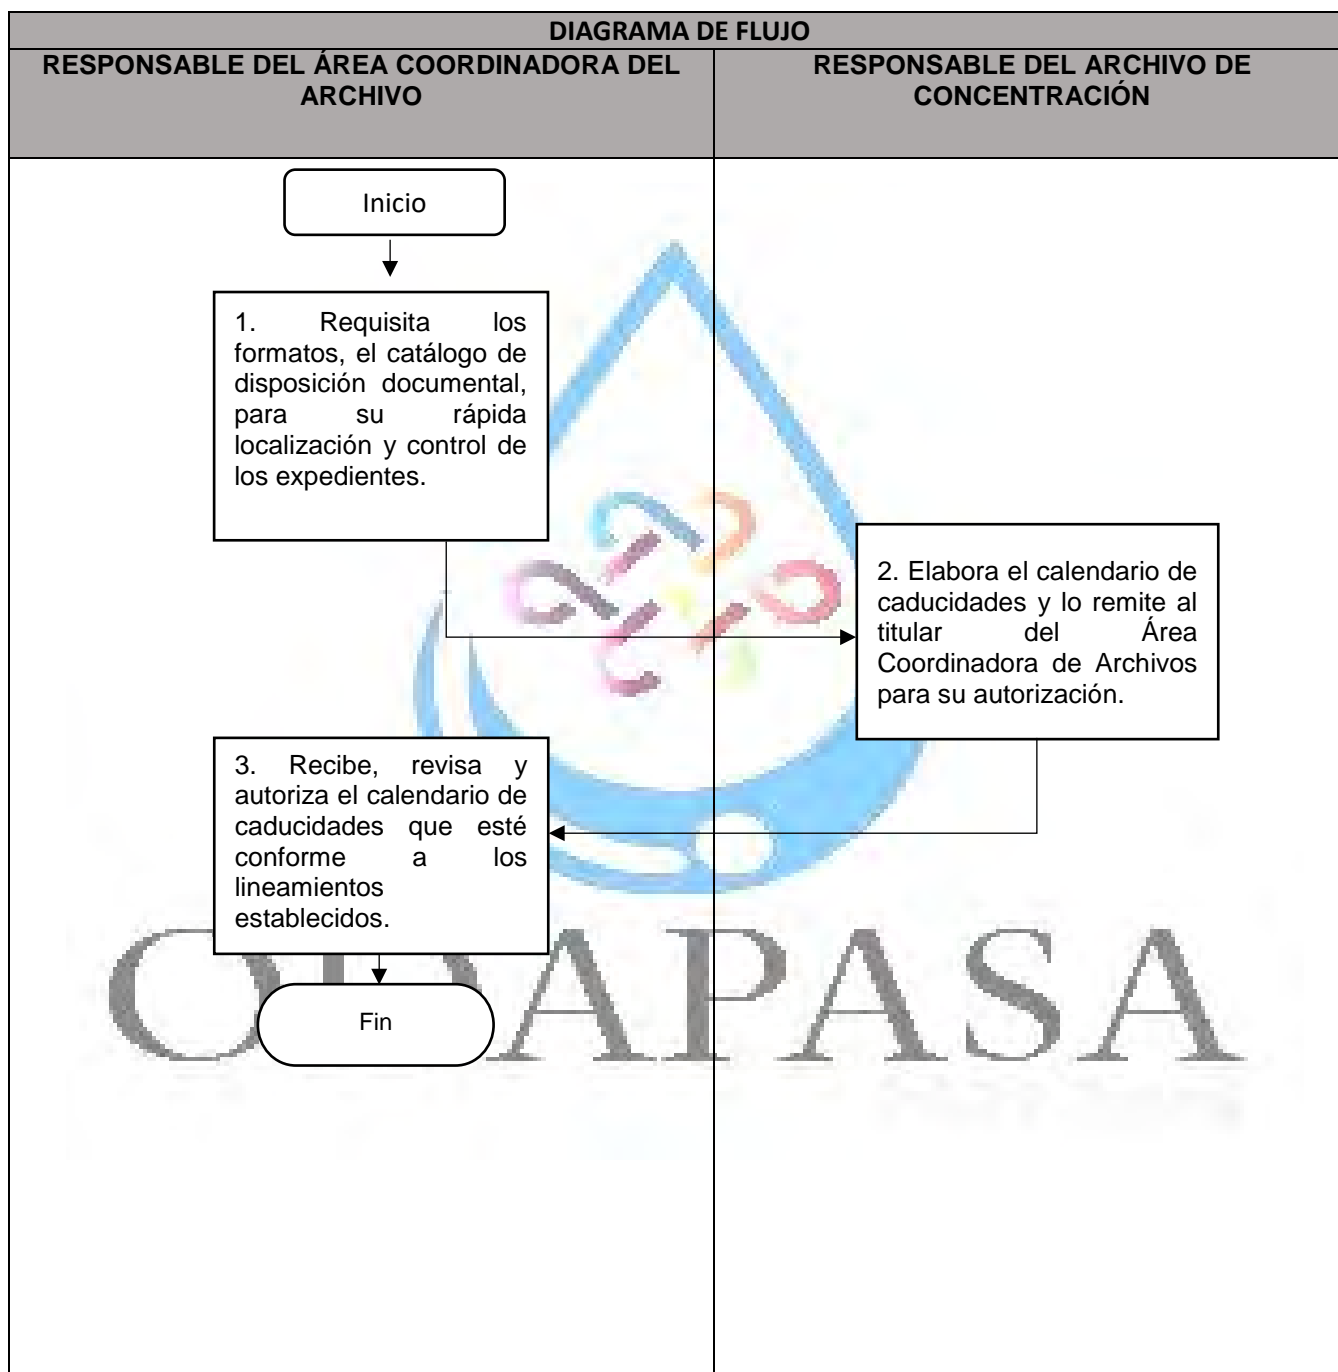 DIAGRAMA DE FLUJO
RESPONSABLE DEL ÁREA COORDINADORA DEL
ARCHIVO
RESPONSABLE DEL ARCHIVO DE
CONCENTRACIÓN
Inicio
1. Requisita los
formatos, el catálogo de
disposición documental,
para su rápida
localización y control de
los expedientes.
2. Elabora el calendario de
caducidades y lo remite al
titular del Área
Coordinadora de Archivos
para su autorización.
3. Recibe, revisa y
autoriza el calendario de
caducidades que esté
conforme a los
lineamientos
establecidos.
Fin